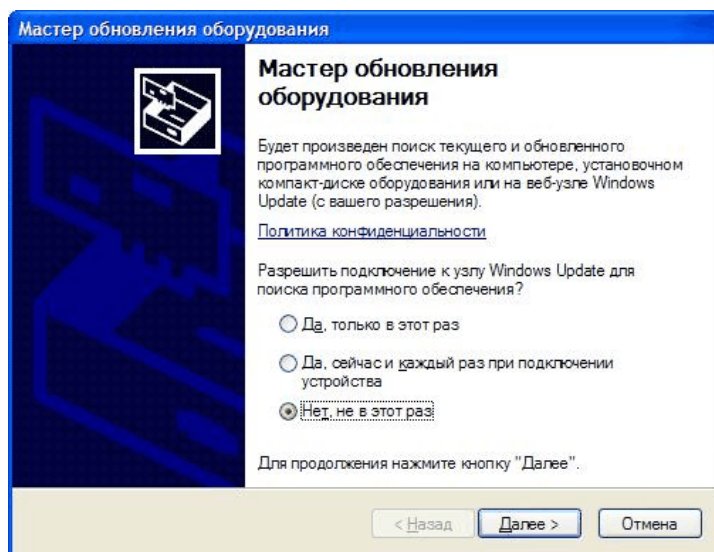 Мастер обновления оборудования
Мастер обновления
оборудования
Будет произведен поиск текущего и обновленного
программного обеспечения на компьютере, установочном
компакт-диске оборудования или на веб-узле Windows
Update (с вашего разрешения).
Политика конфиденциальности
Разрешить подключение к узлу Windows Update для
поиска программного обеспечения?
Да, только в этот раз
Да, сейчас и каждый раз при подключении
устройства
Нет, не в этот раз
Для продолжения нажмите кнопку "Далее".
< Назад
Далее >
Отмена